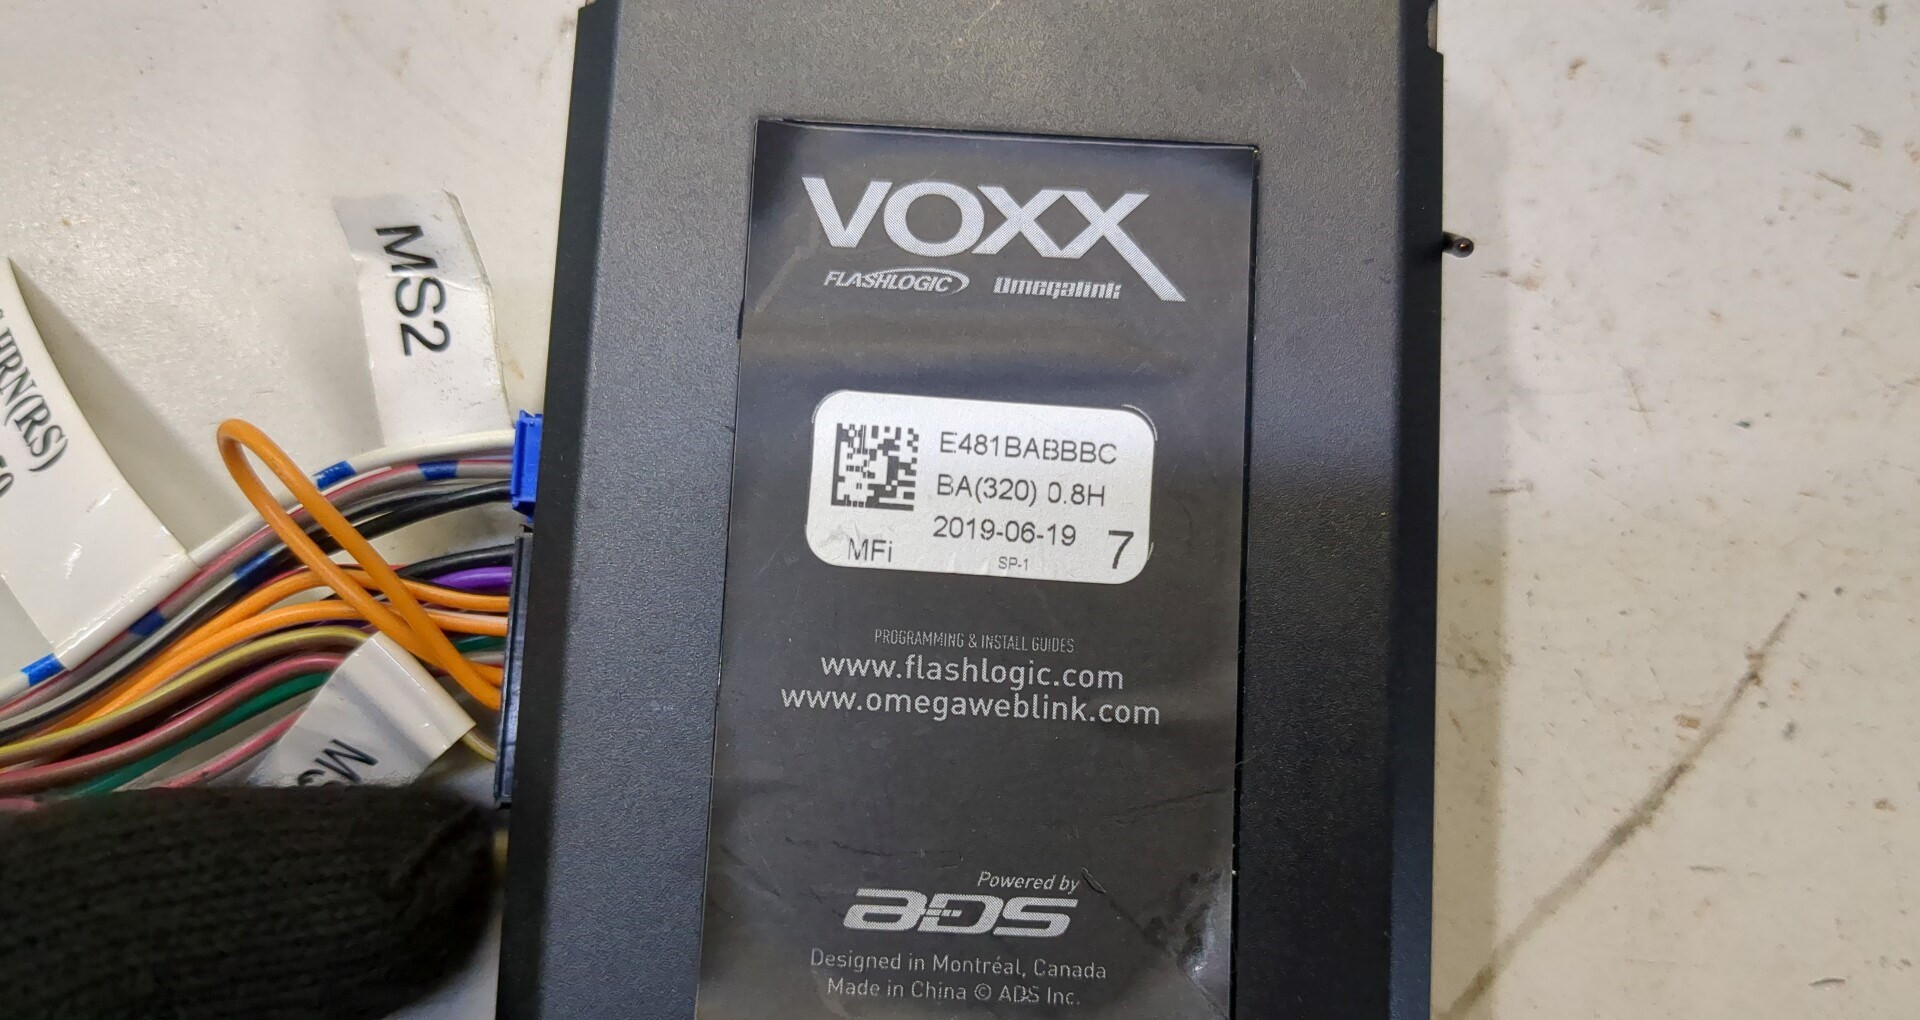 VOXX
FLASHLOGIC Omegalink
E481BABBBC
BA(320) 0.8H
2019-06-19
MFi
SP-1
7
PROGRAMMING & INSTALL GUIDES
www.flashlogic.com
www.omegaweblink.com
Powered by
ADS
Designed in Montréal, Canada
Made in China © ADS Inc.
MS2